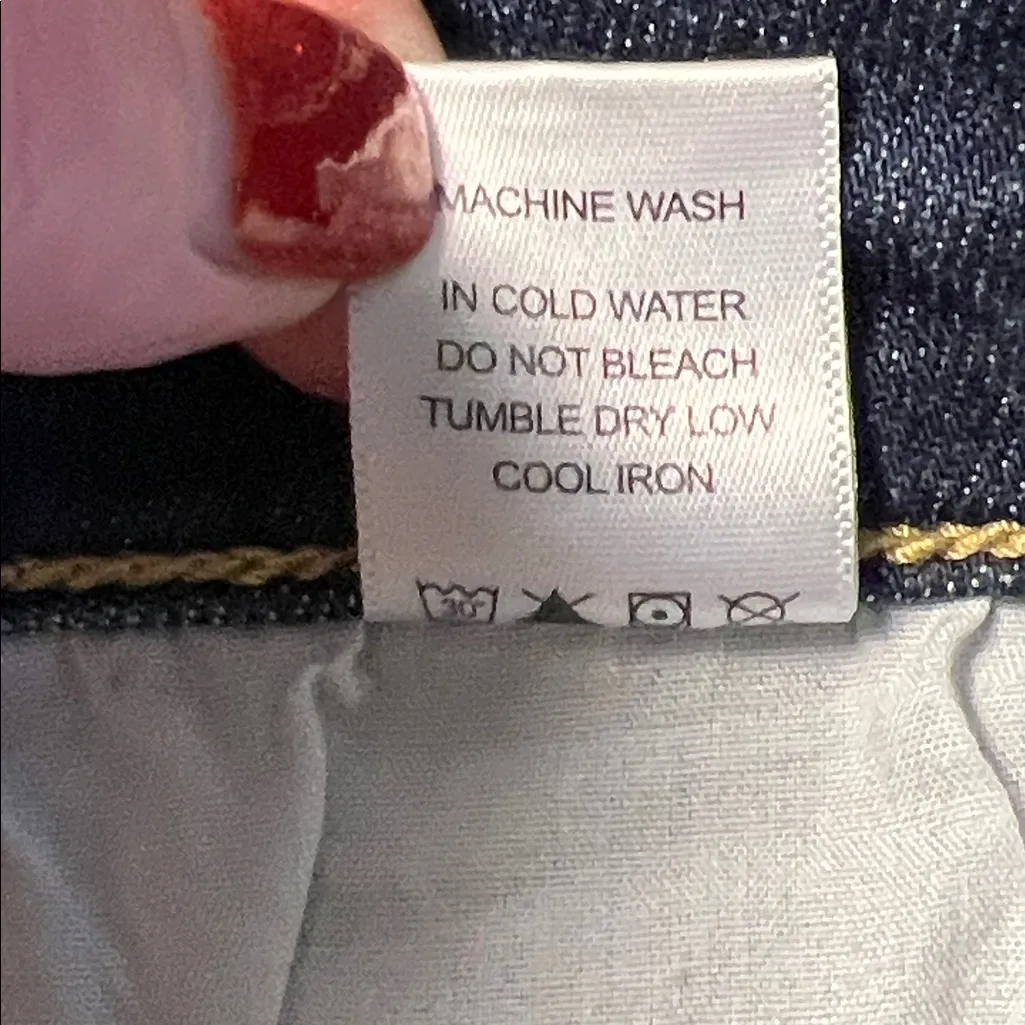 MACHINE WASH
IN COLD WATER
DO NOT BLEACH
TUMBLE DRY LOW
COOL IRON
30°